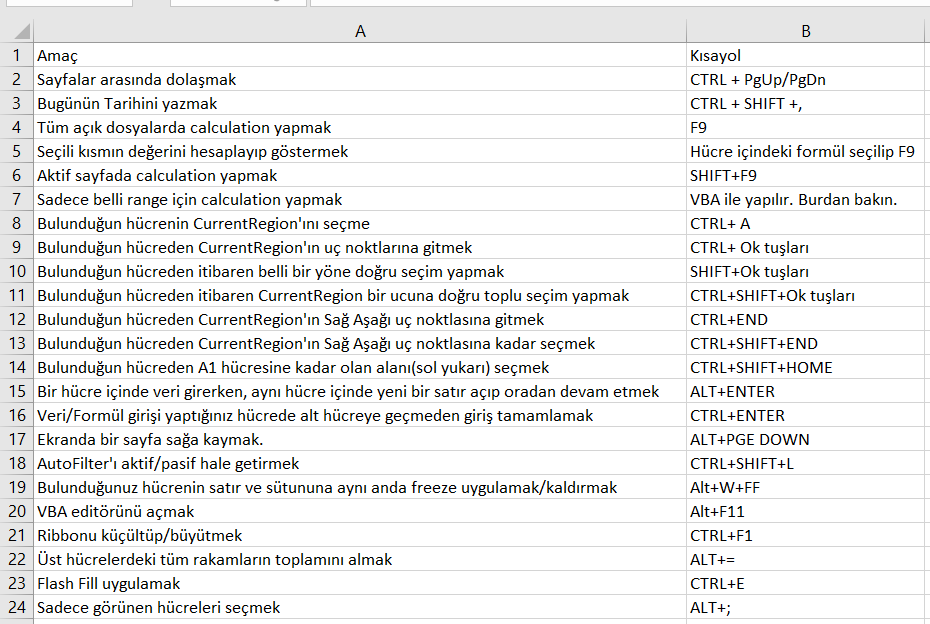 A B
1 Amaç Kısayol
2 Sayfalar arasında dolaşmak CTRL + PgUp/PgDn
3 Bugünün Tarihini yazmak CTRL + SHIFT +,
4 Tüm açık dosyalarda calculation yapmak F9
5 Seçili kısmın değerini hesaplayıp göstermek Hücre içindeki formül seçilip F9
6 Aktif sayfada calculation yapmak SHIFT+F9
7 Sadece belli range için calculation yapmak VBA ile yapılır. Burdan bakın.
8 Bulunduğun hücrenin CurrentRegion'ını seçme CTRL+ A
9 Bulunduğun hücreden CurrentRegion'ın uç noktlarına gitmek CTRL+ Ok tuşları
10 Bulunduğun hücreden itibaren belli bir yöne doğru seçim yapmak SHIFT+Ok tuşları
11 Bulunduğun hücreden itibaren CurrentRegion bir ucuna doğru toplu seçim yapmak CTRL+SHIFT+Ok tuşları
12 Bulunduğun hücreden CurrentRegion'ın Sağ Aşağı uç noktlasına gitmek CTRL+END
13 Bulunduğun hücreden CurrentRegion'ın Sağ Aşağı uç noktlasına kadar seçmek CTRL+SHIFT+END
14 Bulunduğun hücreden A1 hücresine kadar olan alanı(sol yukarı) seçmek CTRL+SHIFT+HOME
15 Bir hücre içinde veri girerken, aynı hücre içinde yeni bir satır açıp oradan devam etmek ALT+ENTER
16 Veri/Formül girişi yaptığınız hücrede alt hücreye geçmeden giriş tamamlamak CTRL+ENTER
17 Ekranda bir sayfa sağa kaymak. ALT+PGE DOWN
18 AutoFilter'ı aktif/pasif hale getirmek CTRL+SHIFT+L
19 Bulunduğunuz hücrenin satır ve sütununa aynı anda freeze uygulamak/kaldırmak Alt+W+FF
20 VBA editörünü açmak Alt+F11
21 Ribbonu küçültüp/büyütmek CTRL+F1
22 Üst hücrelerdeki tüm rakamların toplamını almak ALT+=
23 Flash Fill uygulamak CTRL+E
24 Sadece görünen hücreleri seçmek ALT+;